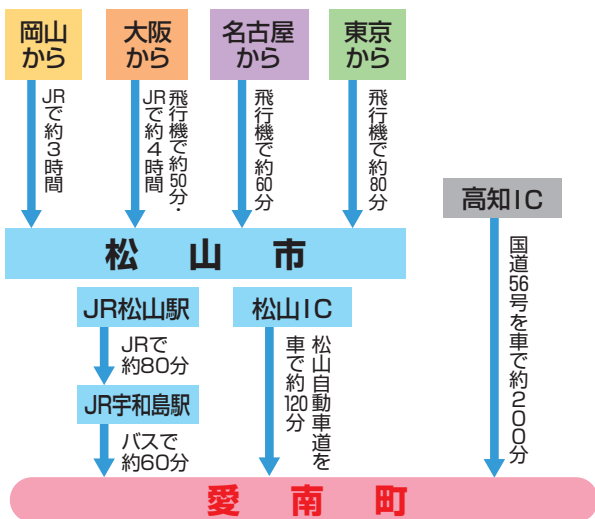 岡山
から
大阪
から
名古屋
から
東京
から
JRで約3時間
飛行機で約50分・
JRで約4時間
飛行機で約60分
飛行機で約80分
高知IC
松山市
国道56号を車で約200分
JR松山駅
松山IC
JRで
約80分
松山自動車道を
車で約120分
JR宇和島駅
バスで
約60分
愛南町